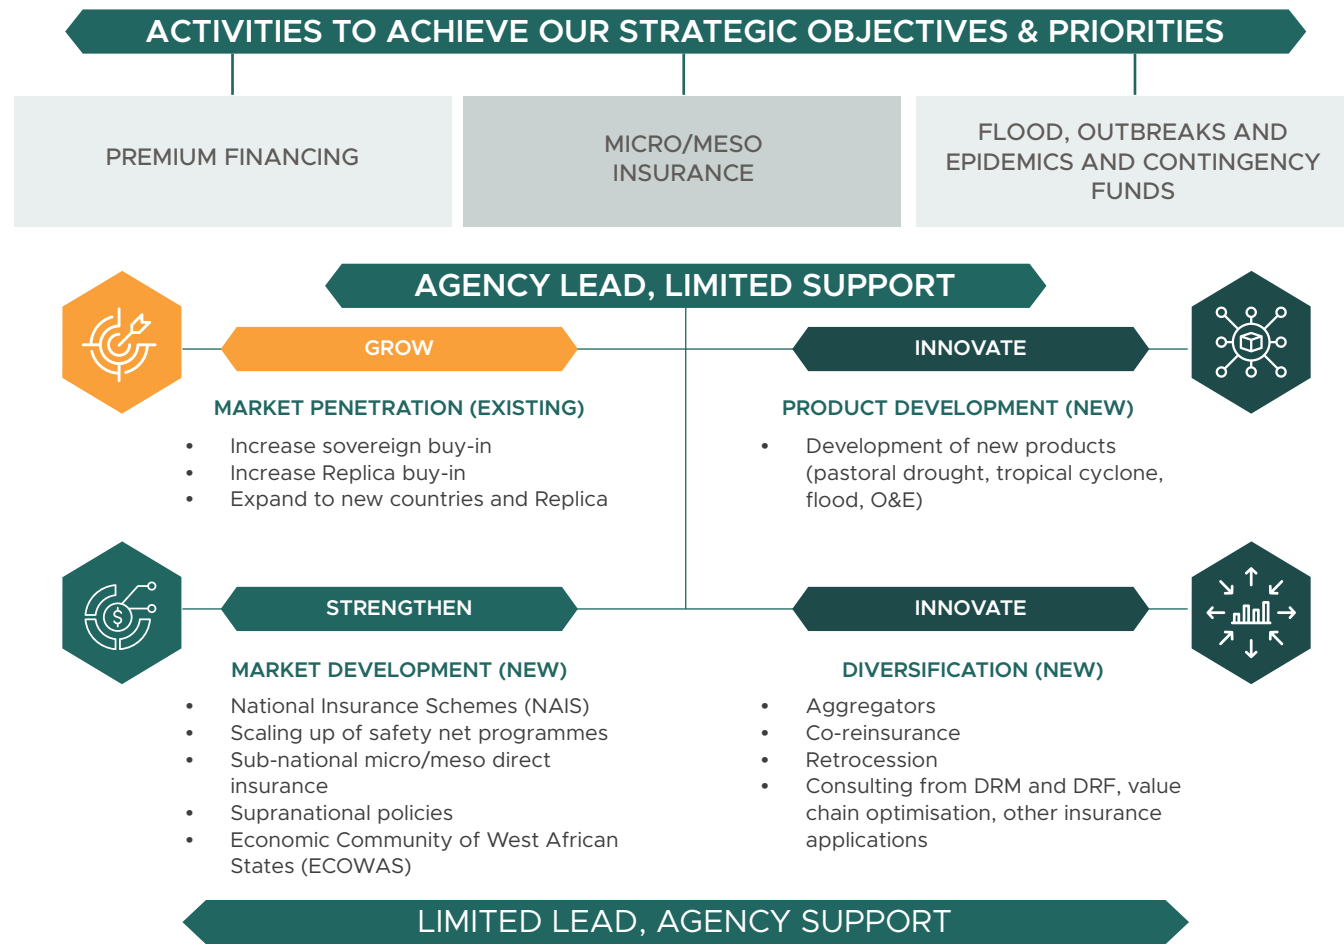 ACTIVITIES TO ACHIEVE OUR STRATEGIC OBJECTIVES & PRIORITIES
PREMIUM FINANCING
MICRO/MESO
INSURANCE
FLOOD, OUTBREAKS AND
EPIDEMICS AND CONTINGENCY
FUNDS
AGENCY LEAD, LIMITED SUPPORT
GROW
MARKET PENETRATION (EXISTING)
• Increase sovereign buy-in
• Increase Replica buy-in
• Expand to new countries and Replica
INNOVATE
PRODUCT DEVELOPMENT (NEW)
• Development of new products
(pastoral drought, tropical cyclone,
flood, O&E)
$
STRENGTHEN
MARKET DEVELOPMENT (NEW)
• National Insurance Schemes (NAIS)
• Scaling up of safety net programmes
• Sub-national micro/meso direct
insurance
• Supranational policies
• Economic Community of West African
States (ECOWAS)
INNOVATE
DIVERSIFICATION (NEW)
• Aggregators
• Co-reinsurance
• Retrocession
• Consulting from DRM and DRF, value
chain optimisation, other insurance
applications
LIMITED LEAD, AGENCY SUPPORT